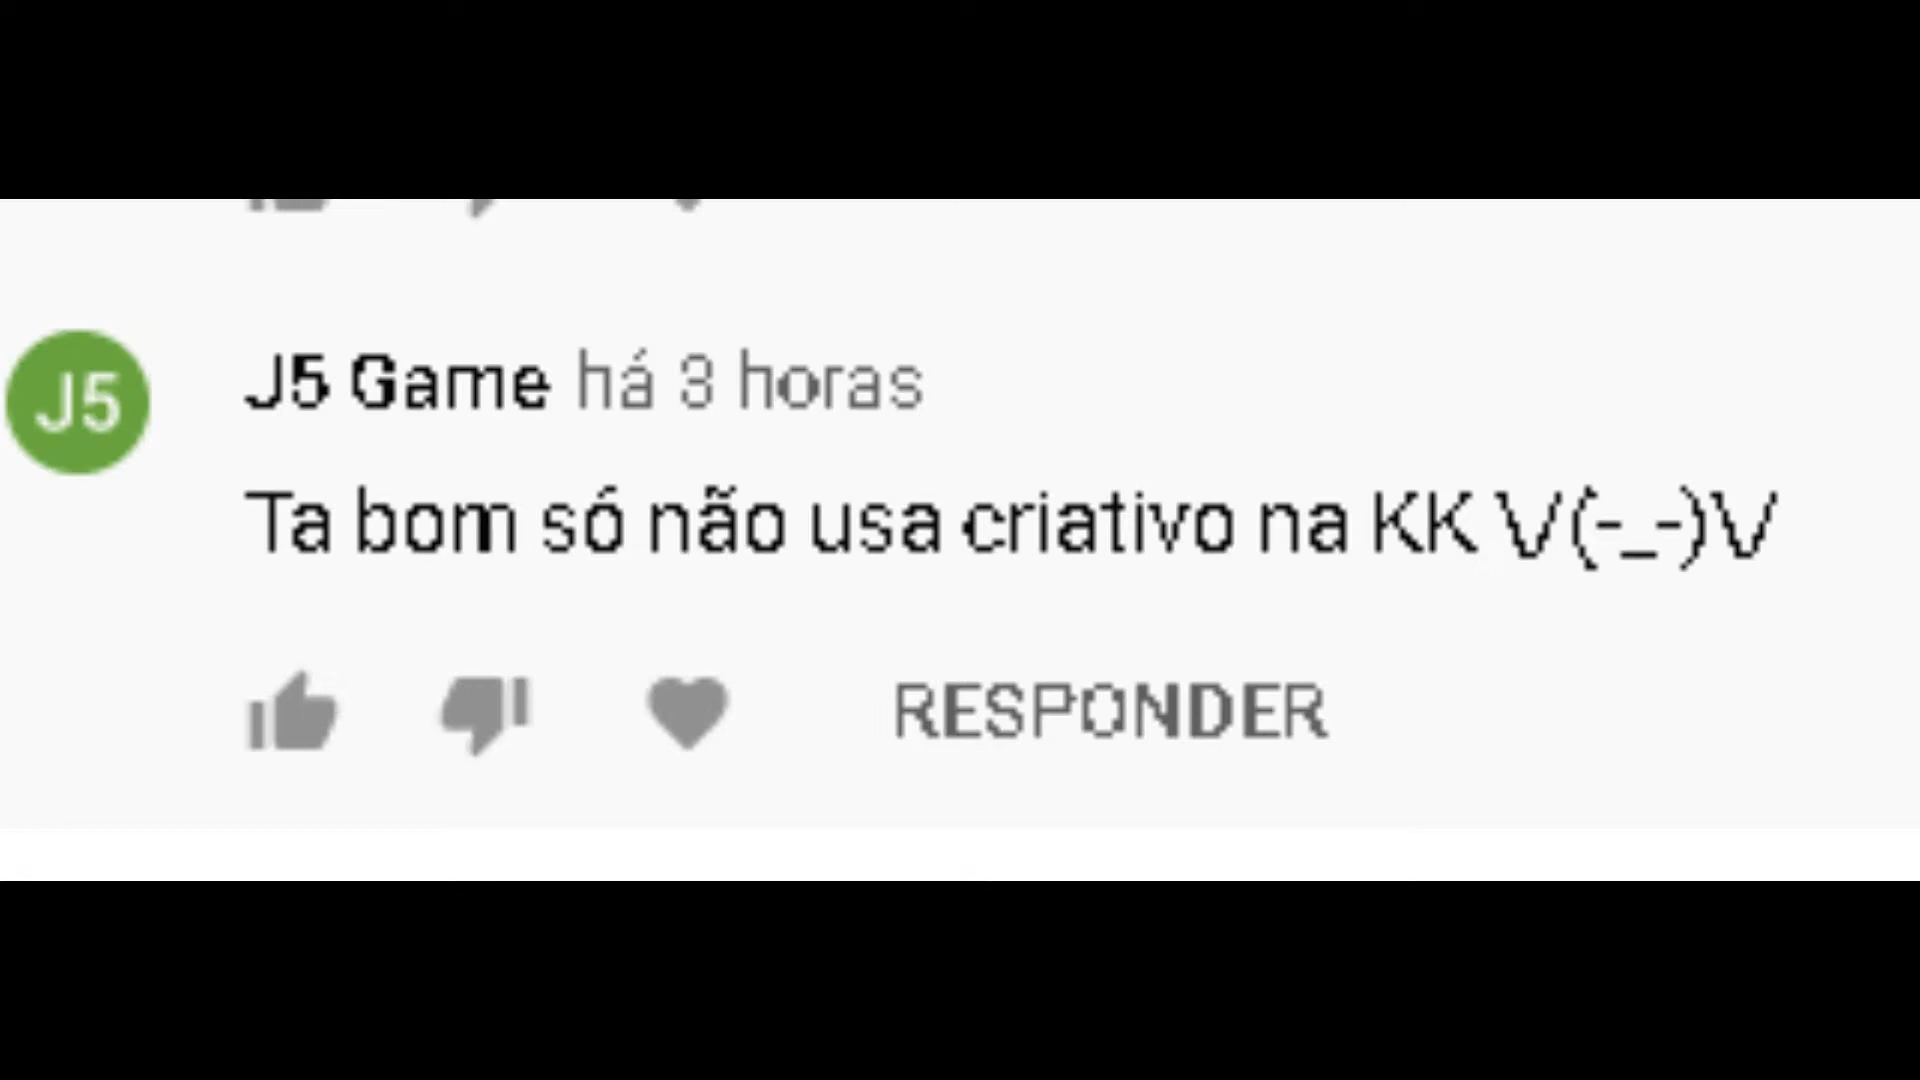 J5
J5 Game há 3 horas
Ta bom só não usa criativo na KK \/(-_-)\/
RESPONDER